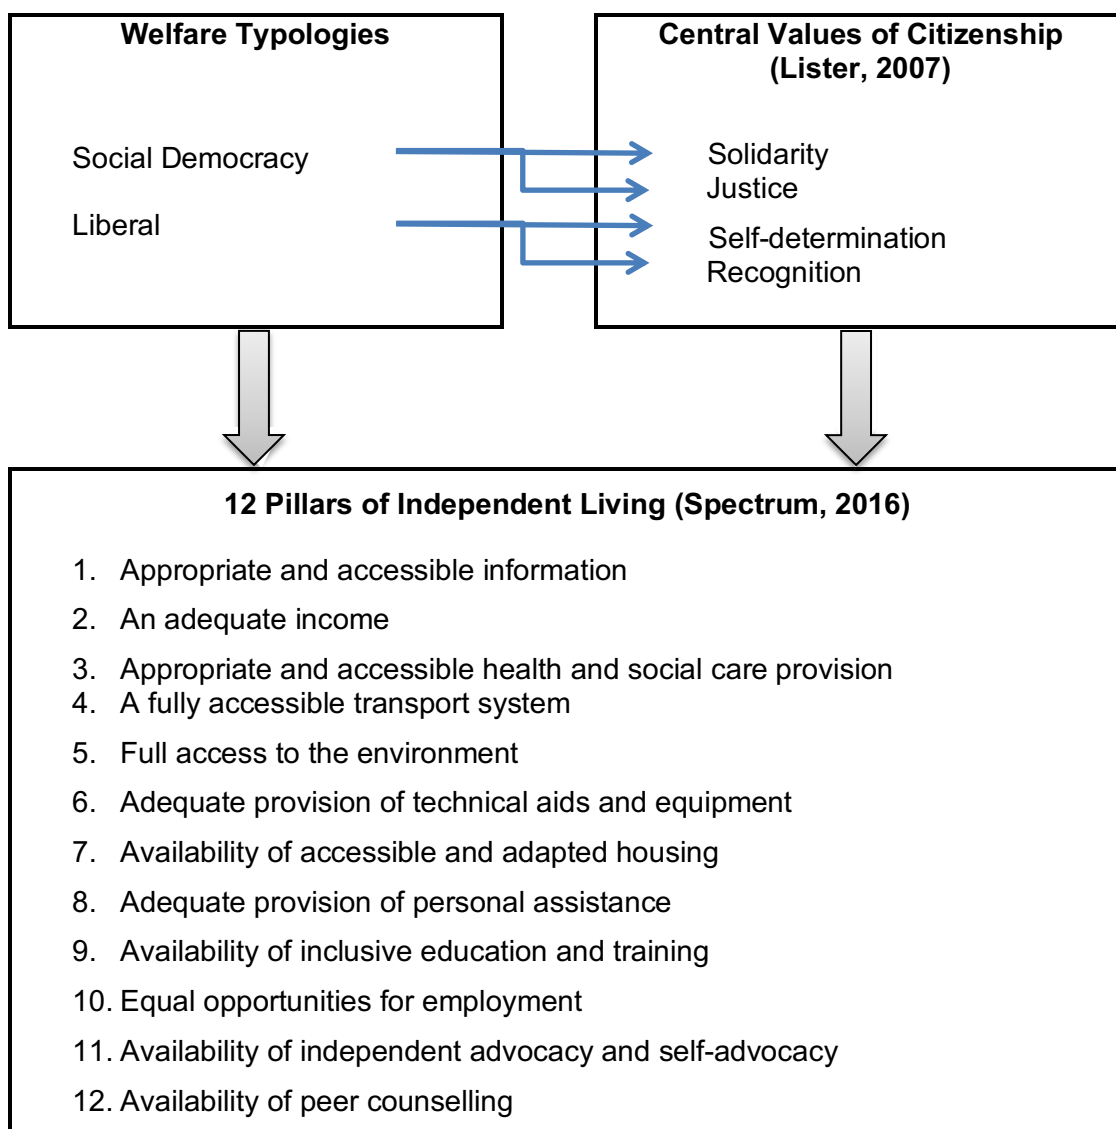 Welfare Typologies
Social Democracy
Liberal
Central Values of Citizenship
(Lister, 2007)
Solidarity
Justice
Self-determination
Recognition
12 Pillars of Independent Living (Spectrum, 2016)
1. Appropriate and accessible information
2. An adequate income
3. Appropriate and accessible health and social care provision
4. A fully accessible transport system
5. Full access to the environment
6. Adequate provision of technical aids and equipment
7. Availability of accessible and adapted housing
8. Adequate provision of personal assistance
9. Availability of inclusive education and training
10. Equal opportunities for employment
11. Availability of independent advocacy and self-advocacy
12. Availability of peer counselling